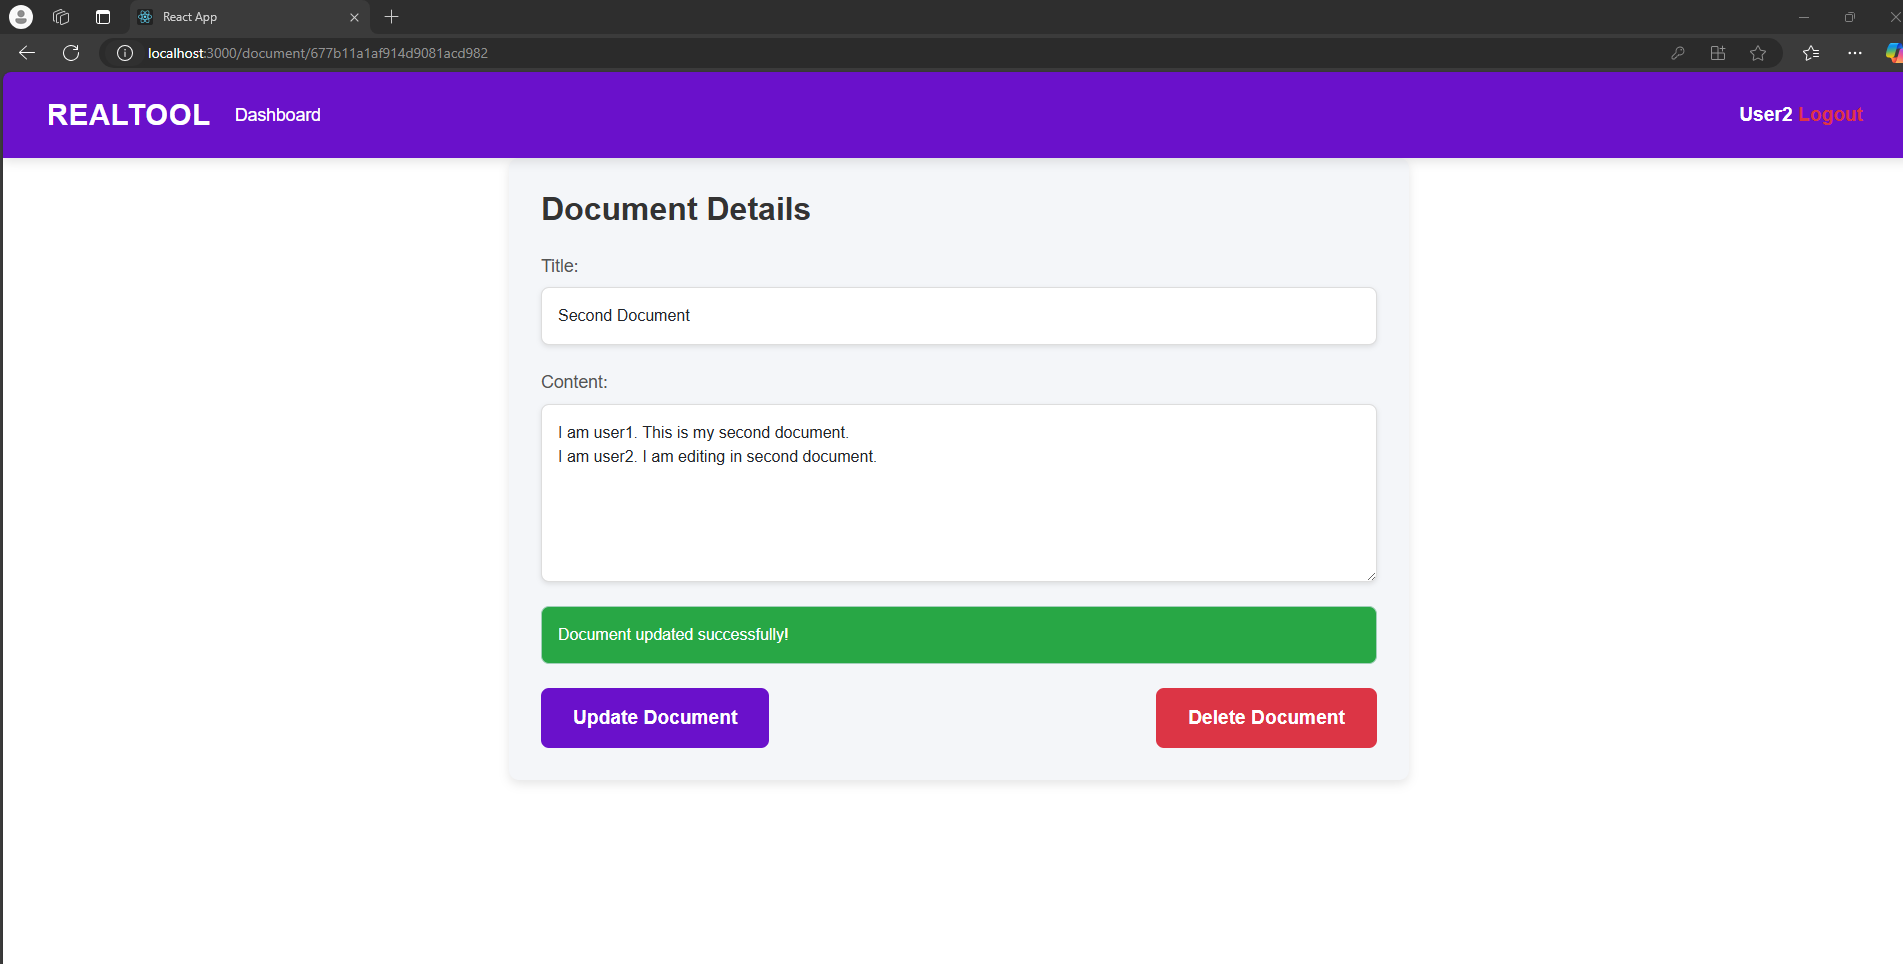 React App
localhost:3000/document/677b11a1af914d9081acd982
REALTOOL Dashboard User2 Logout
Document Details
Title:
Second Document
Content:
I am user1. This is my second document.
I am user2. I am editing in second document.
Document updated successfully!
Update Document Delete Document